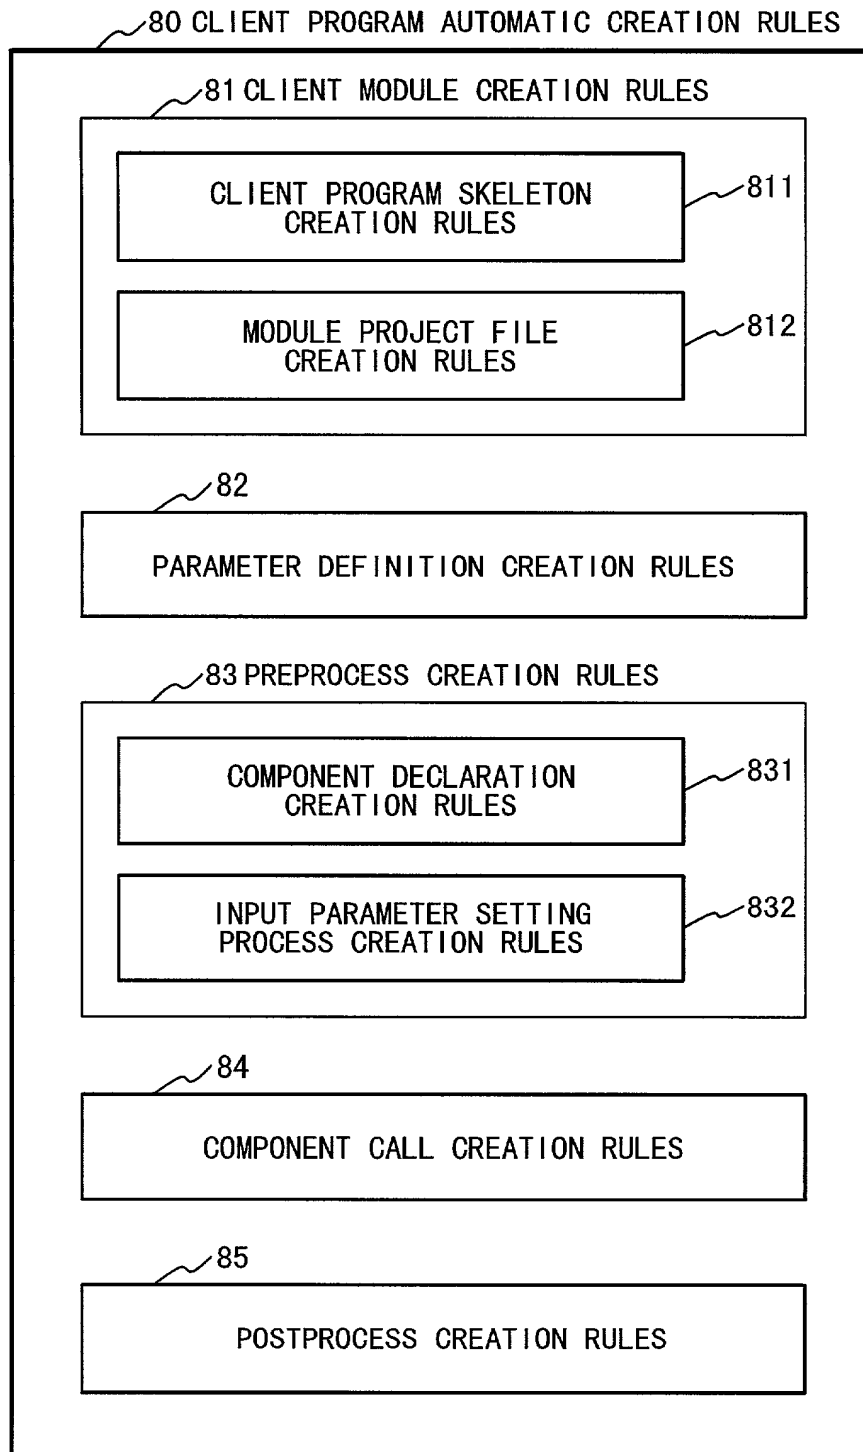 80 CLIENT PROGRAM AUTOMATIC CREATION RULES
81 CLIENT MODULE CREATION RULES
CLIENT PROGRAM SKELETON
CREATION RULES
811
MODULE PROJECT FILE
CREATION RULES
812
82
PARAMETER DEFINITION CREATION RULES
83 PREPROCESS CREATION RULES
COMPONENT DECLARATION
CREATION RULES
831
INPUT PARAMETER SETTING
PROCESS CREATION RULES
832
84
COMPONENT CALL CREATION RULES
85
POSTPROCESS CREATION RULES